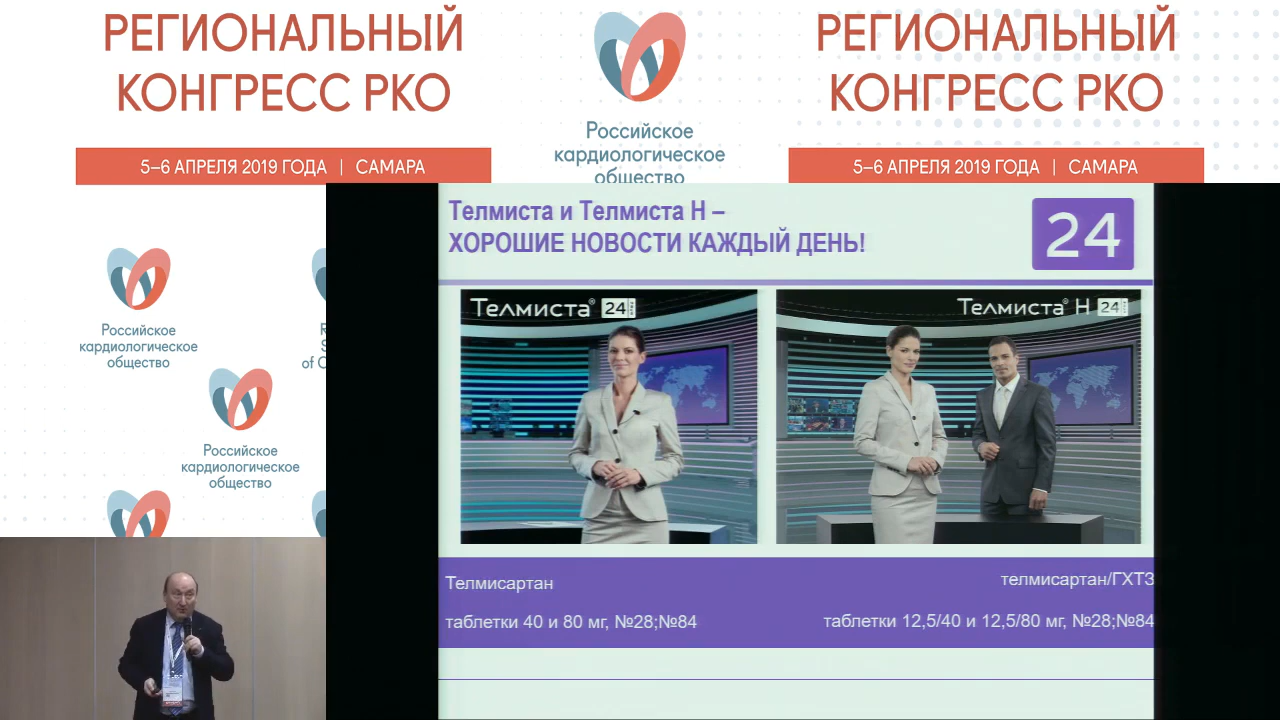 РЕГИОНАЛЬНЫЙ
КОНГРЕСС РКО
5–6 АПРЕЛЯ 2019 ГОДА | САМАРА
Российское
кардиологическое
общество
РЕГИОНАЛЬНЫЙ
КОНГРЕСС РКО
5–6 АПРЕЛЯ 2019 ГОДА | САМАРА
Российское
кардиологическое
общество
of C
Российское
кардиологическое
общество
Телмиста и Телмиста Н –
ХОРОШИЕ НОВОСТИ КАЖДЫЙ ДЕНЬ!
24
Телмиста® 24
Телмиста® Н 24
Телмисартан
таблетки 40 и 80 мг, №28;№84
телмисартан/ГХТЗ
таблетки 12,5/40 и 12,5/80 мг, №28;№84